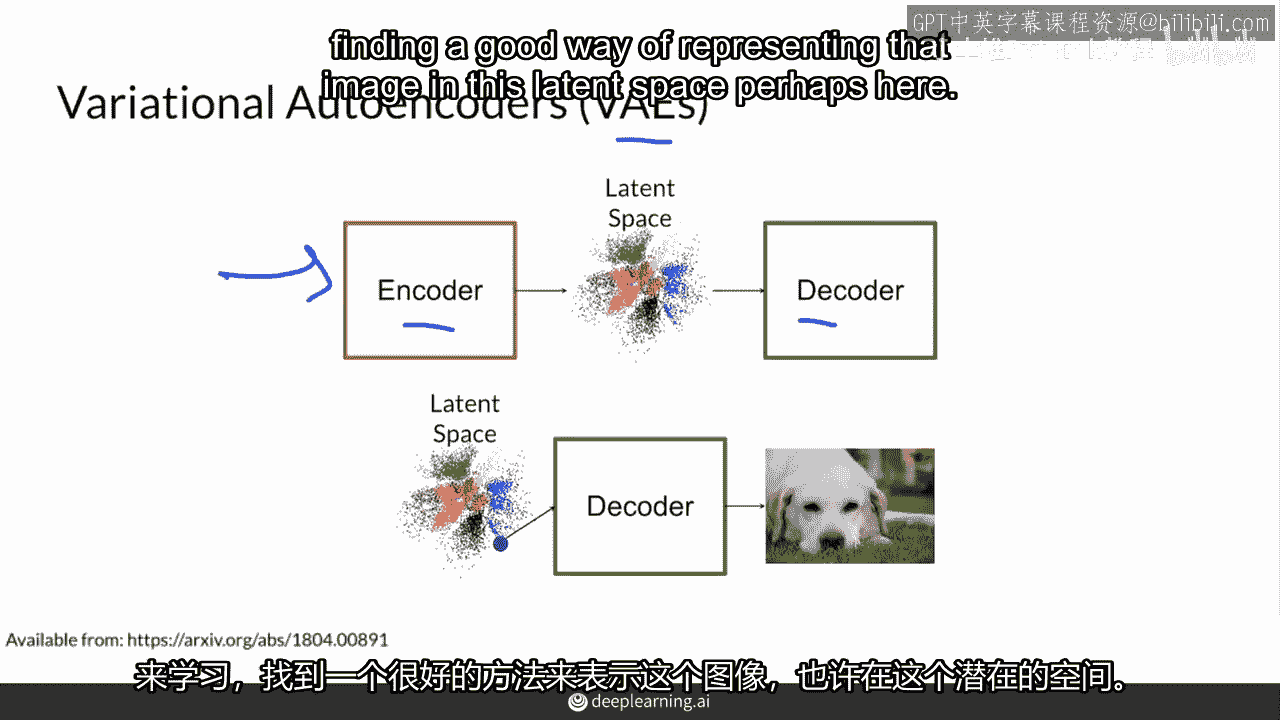 GPT中英字幕课程资源@bilibili.com
finding a good way of representing that
image in this latent space perhaps here.
Variational Autoencoders (VAEs)
Latent
Space
Encoder
Decoder
Latent
Space
Decoder
Available from: https://arxiv.org/abs/1804.00891
来学习，找到一个很好的方法来表示这个图像，也许在这个潜在的空间。
deeplearning.ai